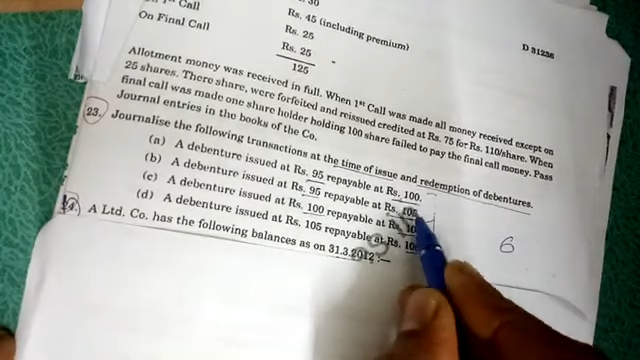 1st Call Rs. 45 (including premium)
On Final Call Rs. 25
Rs. 25
125
D 31236
Allotment money was received in full. When 1st Call was made all money received except on
25 shares. There share, were forfeited and reissued credited at Rs. 75 for Rs. 110/share. When
final call was made one share holder holding 100 share failed to pay the final call money. Pass
Journal entries in the books of the Co.
23. Journalise the following transactions at the time of issue and redemption of debentures.
(a) A debenture issued at Rs. 95 repayable at Rs. 100.
(b) A debenture issued at Rs. 95 repayable at Rs. 105
(c) A debenture issued at Rs. 100 repayable at Rs.
(d) A debenture issued at Rs. 105 repayable at Rs.
A Ltd. Co. has the following balances as on 31.3.2012 :—
6